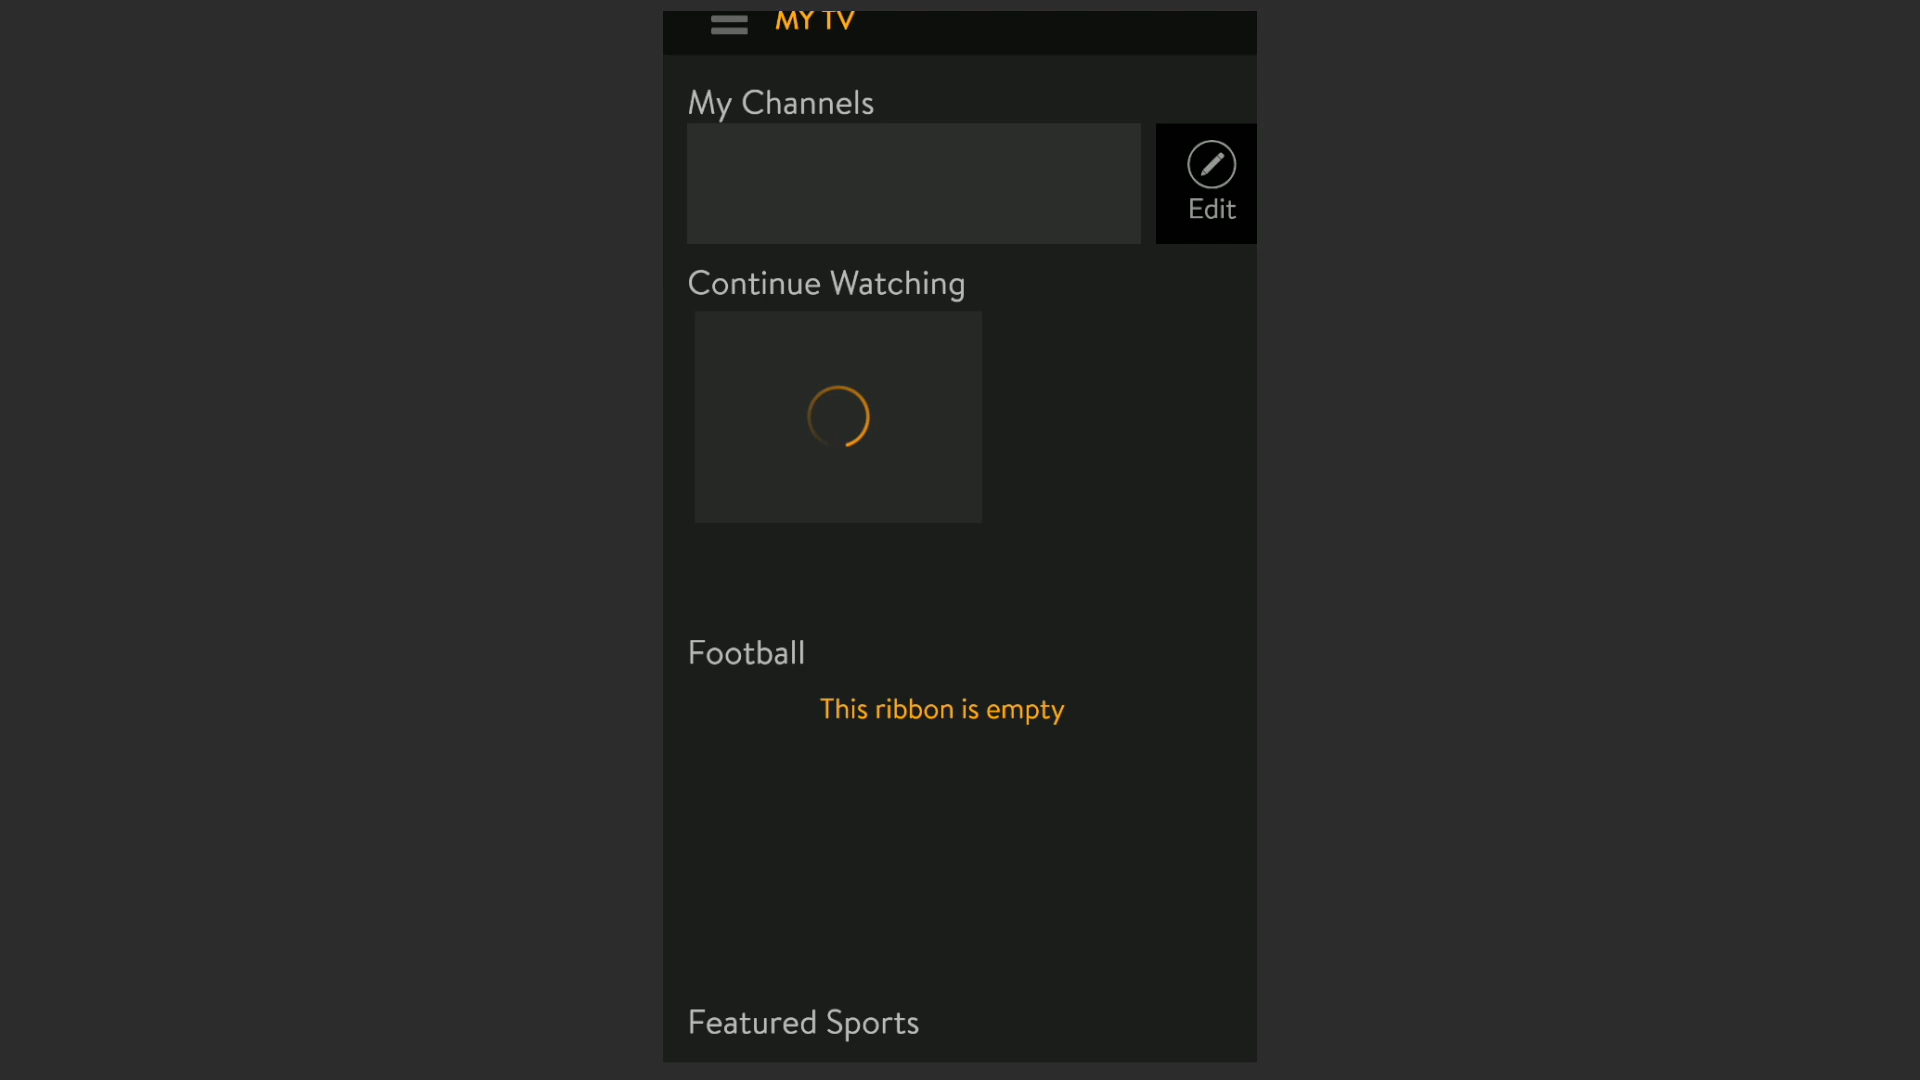 MY TV
My Channels
Edit
Continue Watching
Football
This ribbon is empty
Featured Sports